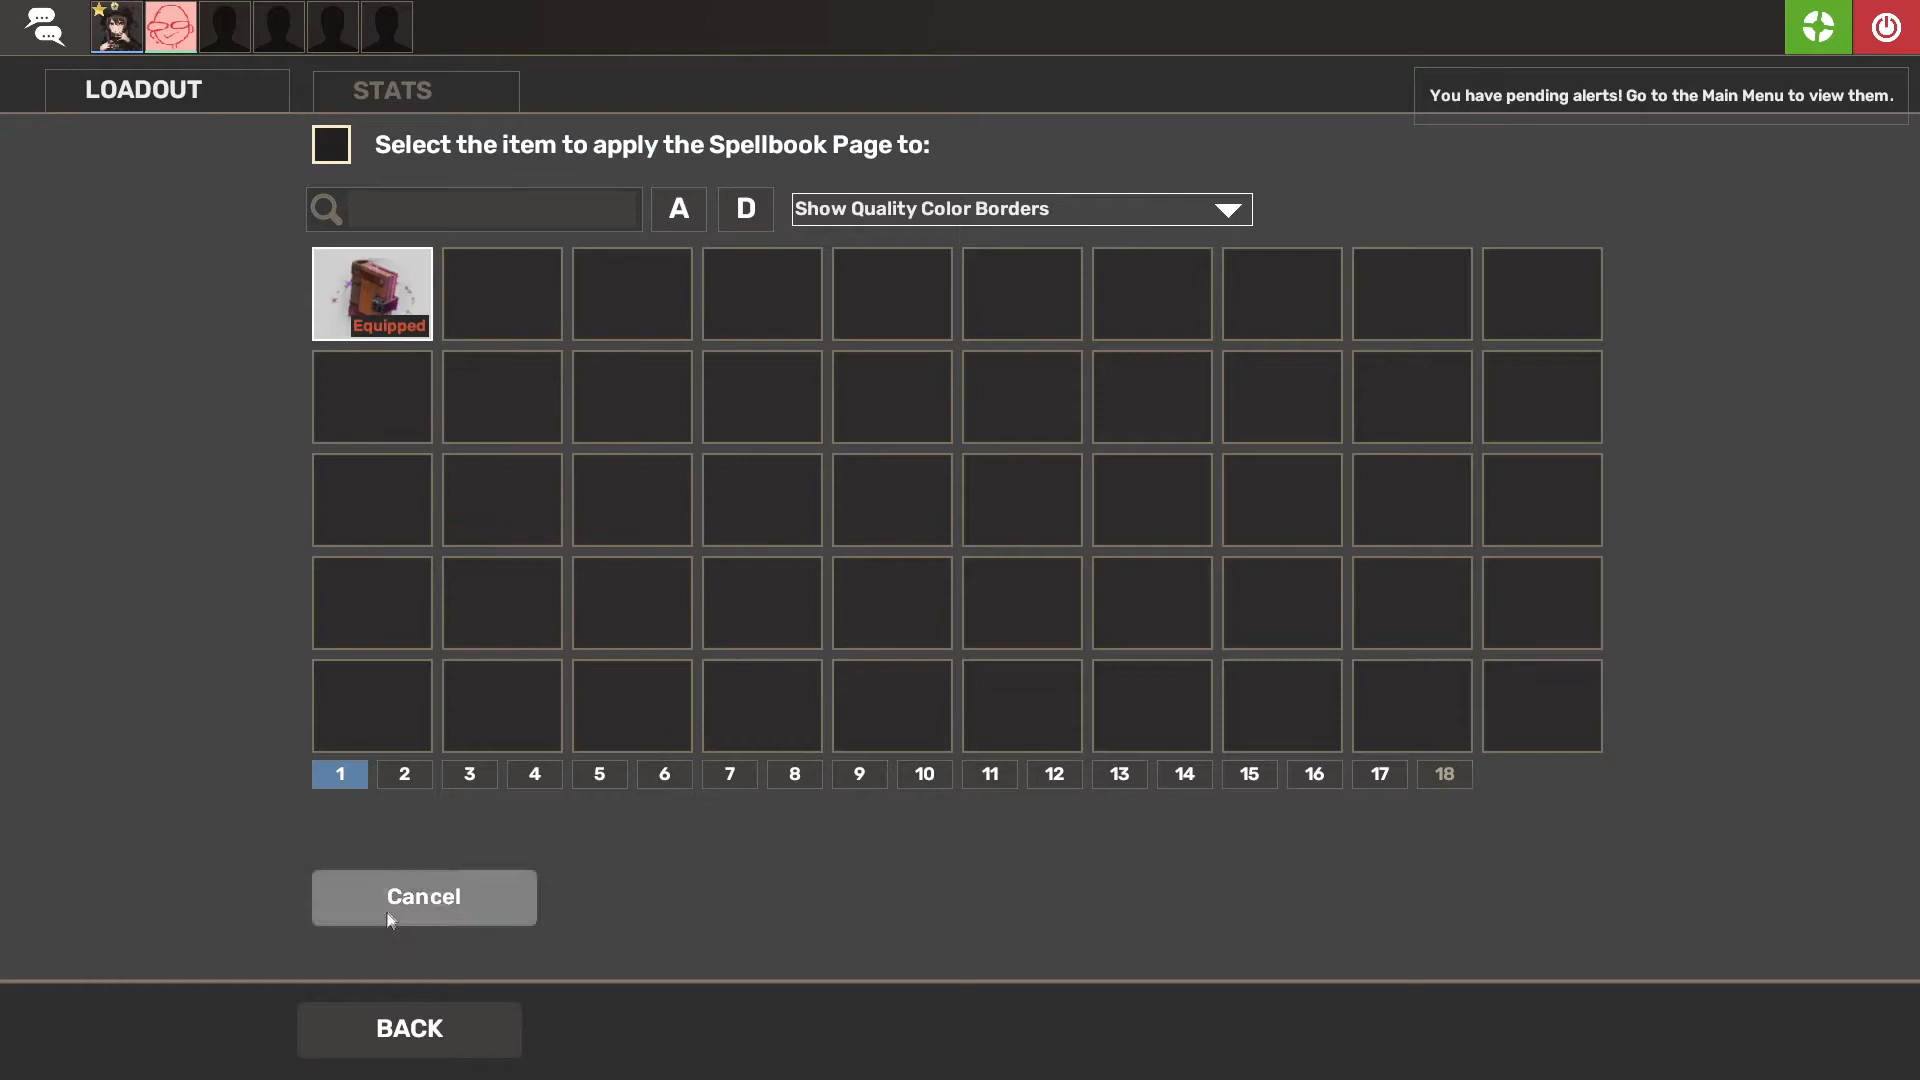 LOADOUT
STATS
You have pending alerts! Go to the Main Menu to view them.
Select the item to apply the Spellbook Page to:
A
D
Show Quality Color Borders
Equipped
1 2 3 4 5 6 7 8 9 10 11 12 13 14 15 16 17 18
Cancel
BACK